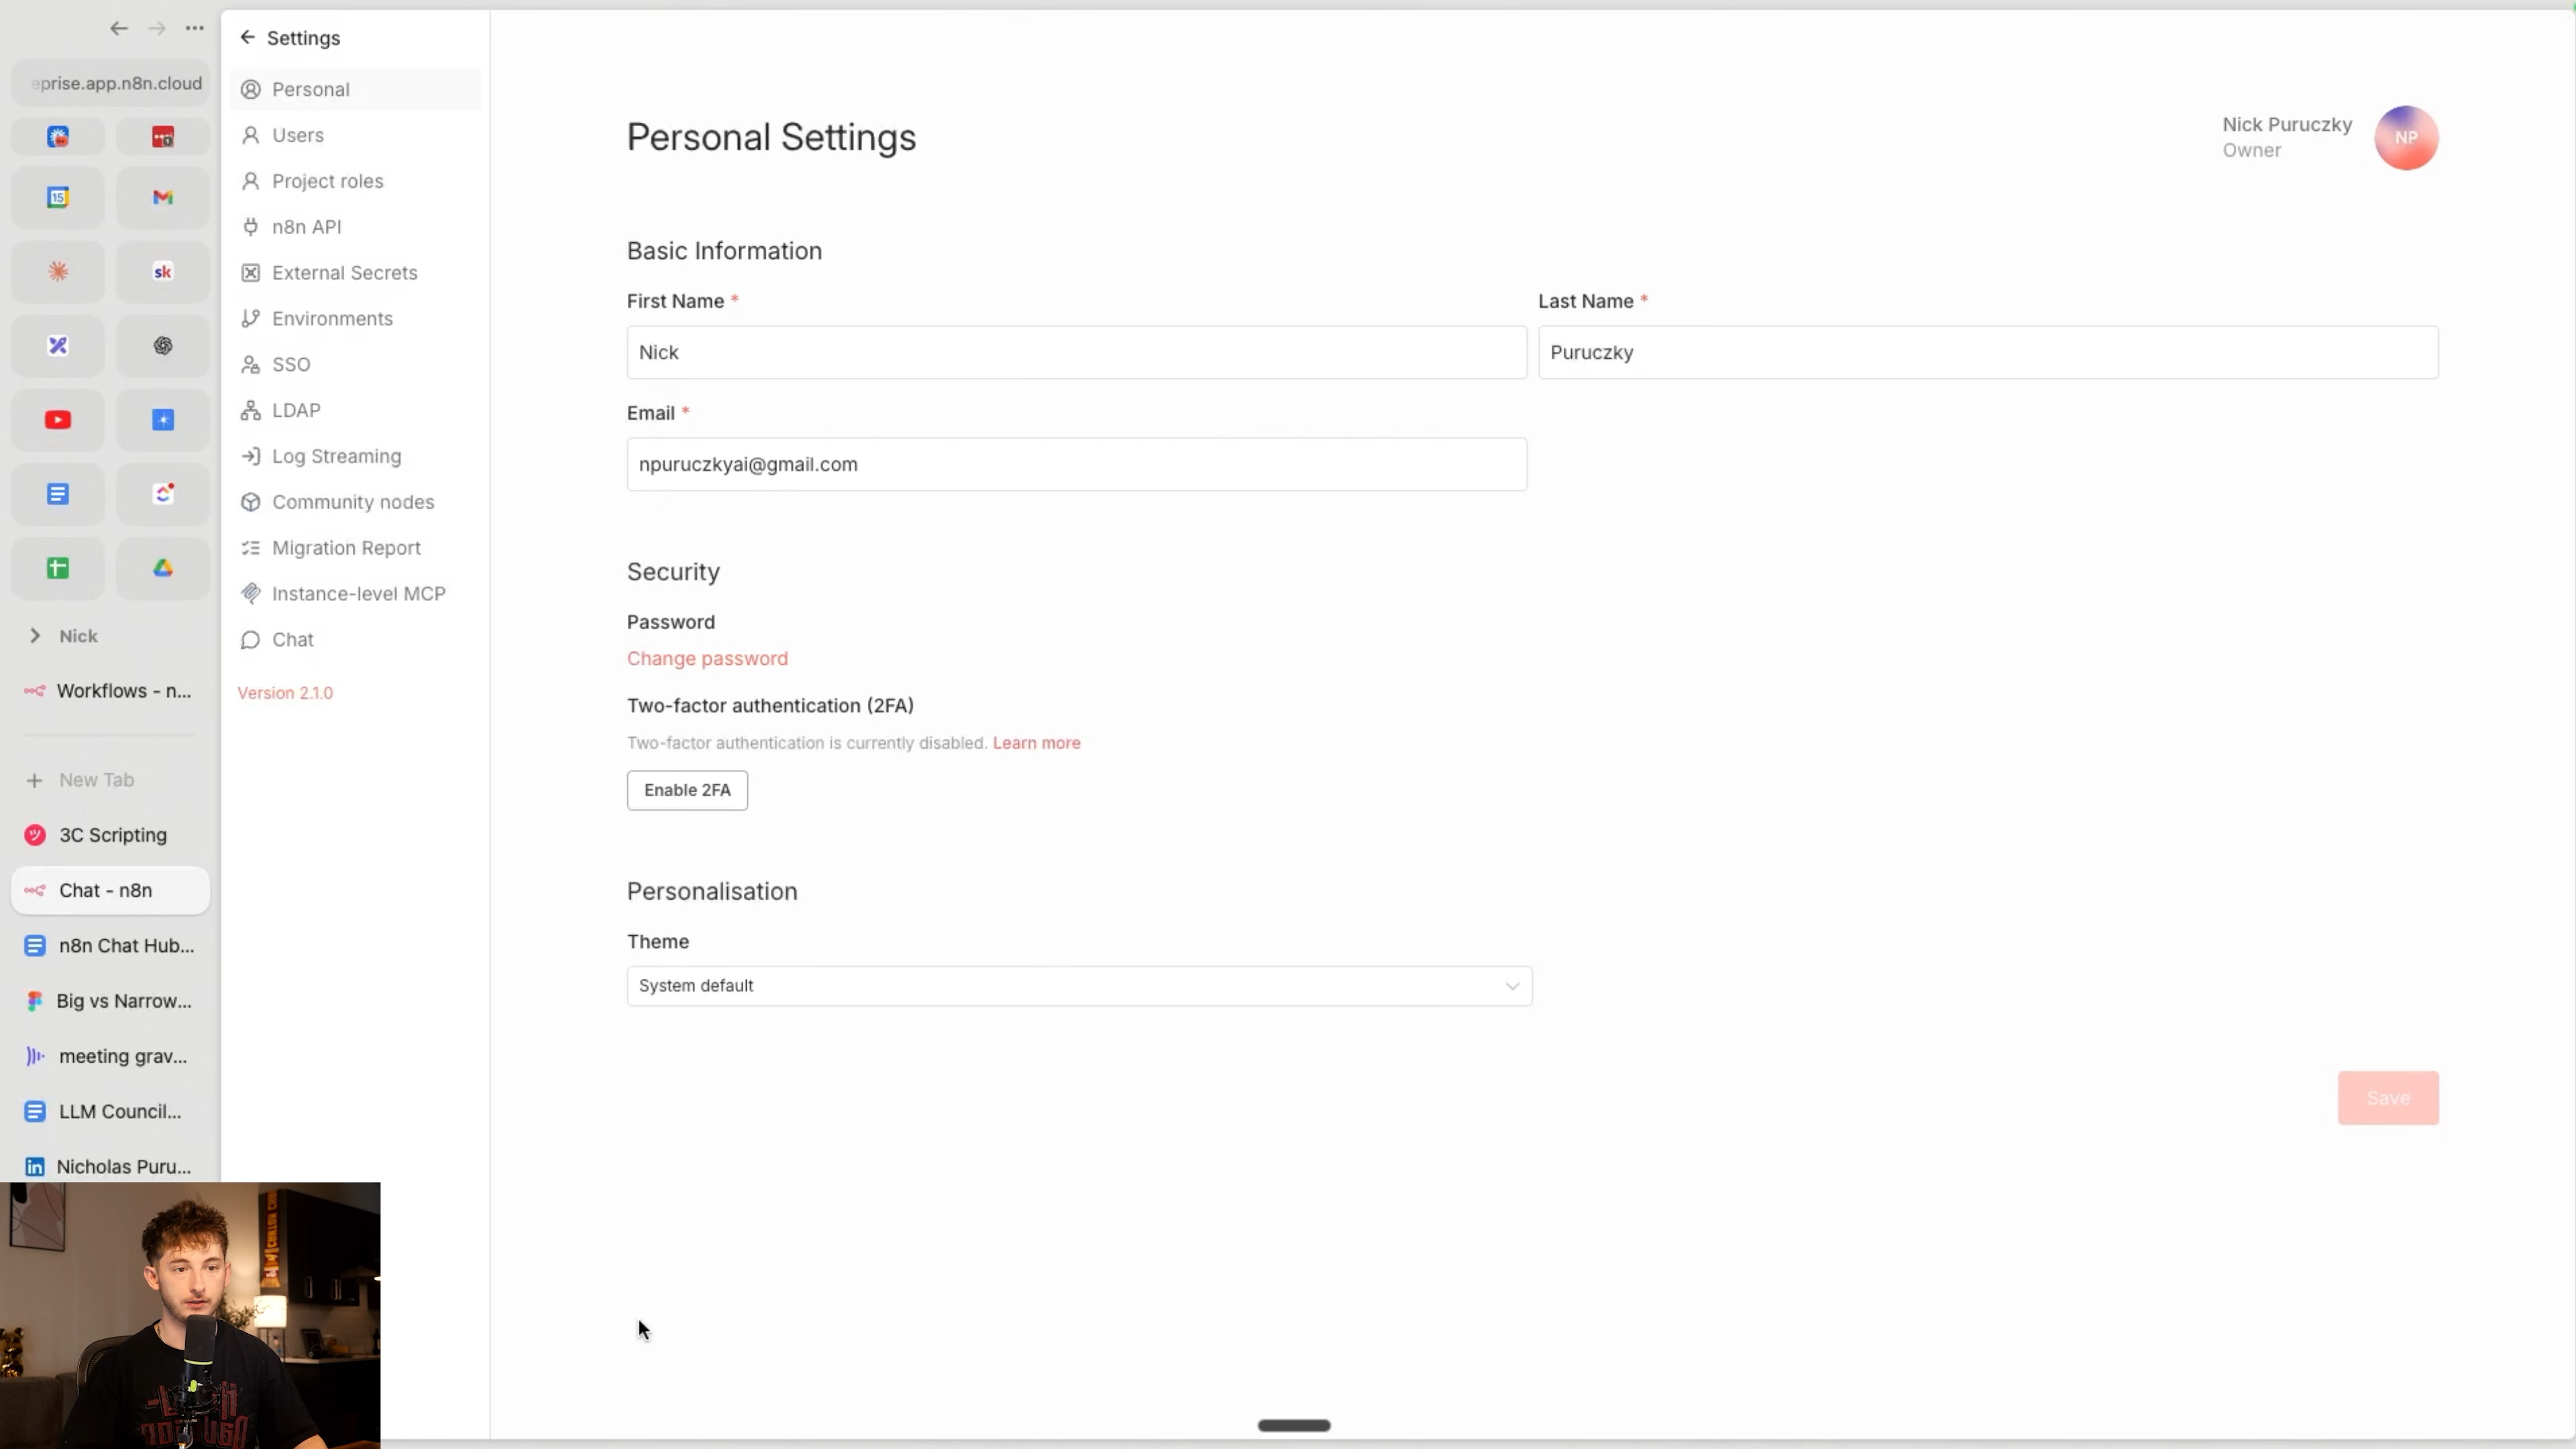 eprise.app.n8n.cloud
15
sk
Nick
Workflows - n...
New Tab
3C Scripting
Chat - n8n
n8n Chat Hub...
Big vs Narrow...
meeting grav...
LLM Council...
Nicholas Puru...
Settings
Personal
Users
Project roles
n8n API
External Secrets
Environments
SSO
LDAP
Log Streaming
Community nodes
Migration Report
Instance-level MCP
Chat
Version 2.1.0
Personal Settings
Nick Puruczky
Owner
NP
Basic Information
First Name *
Last Name *
Nick
Puruczky
Email *
npuruczkyai@gmail.com
Security
Password
Change password
Two-factor authentication (2FA)
Two-factor authentication is currently disabled. Learn more
Enable 2FA
Personalisation
Theme
System default
Save